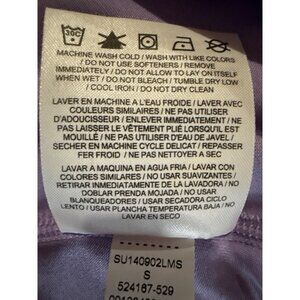 30C
MACHINE WASH COLD / WASH WITH LIKE COLORS
/ DO NOT USE SOFTENERS / REMOVE
IMMEDIATELY / DO NOT ALLOW TO LAY ON ITSELF
WHEN WET / DO NOT BLEACH / TUMBLE DRY LOW
/ COOL IRON / DO NOT DRY CLEAN
LAVER EN MACHINE A L'EAU FROIDE / LAVER AVEC
COULEURS SIMILAIRES / NE PAS UTILISER
D'ADOUCISSEUR / ENLEVER IMMEDIATEMENT / NE
PAS LAISSER LE VÊTEMENT PLIÉ LORSQU'IL EST
MOUILLÉ / NE PAS UTILISER D'EAU DE JAVEL /
SECHER EN MACHINE CYCLE DELICAT / REPASSER
FER FROID / NE PAS NETTOYER À SEC
LAVAR A MAQUINA EN AGUA FRIA / LAVAR CON
COLORES SIMILARES / NO USAR SUAVIZANTES /
RETIRAR INMEDIATAMENTE DE LA LAVADORA / NO
DOBLAR PRENDA MOJADA / NO USAR
BLANQUEADORES / USAR SECADORA CICLO
LENTO / USAR PLANCHA TEMPERATURA BAJA / NO
LAVAR EN SECO
SU140902LMS
S
524167-529